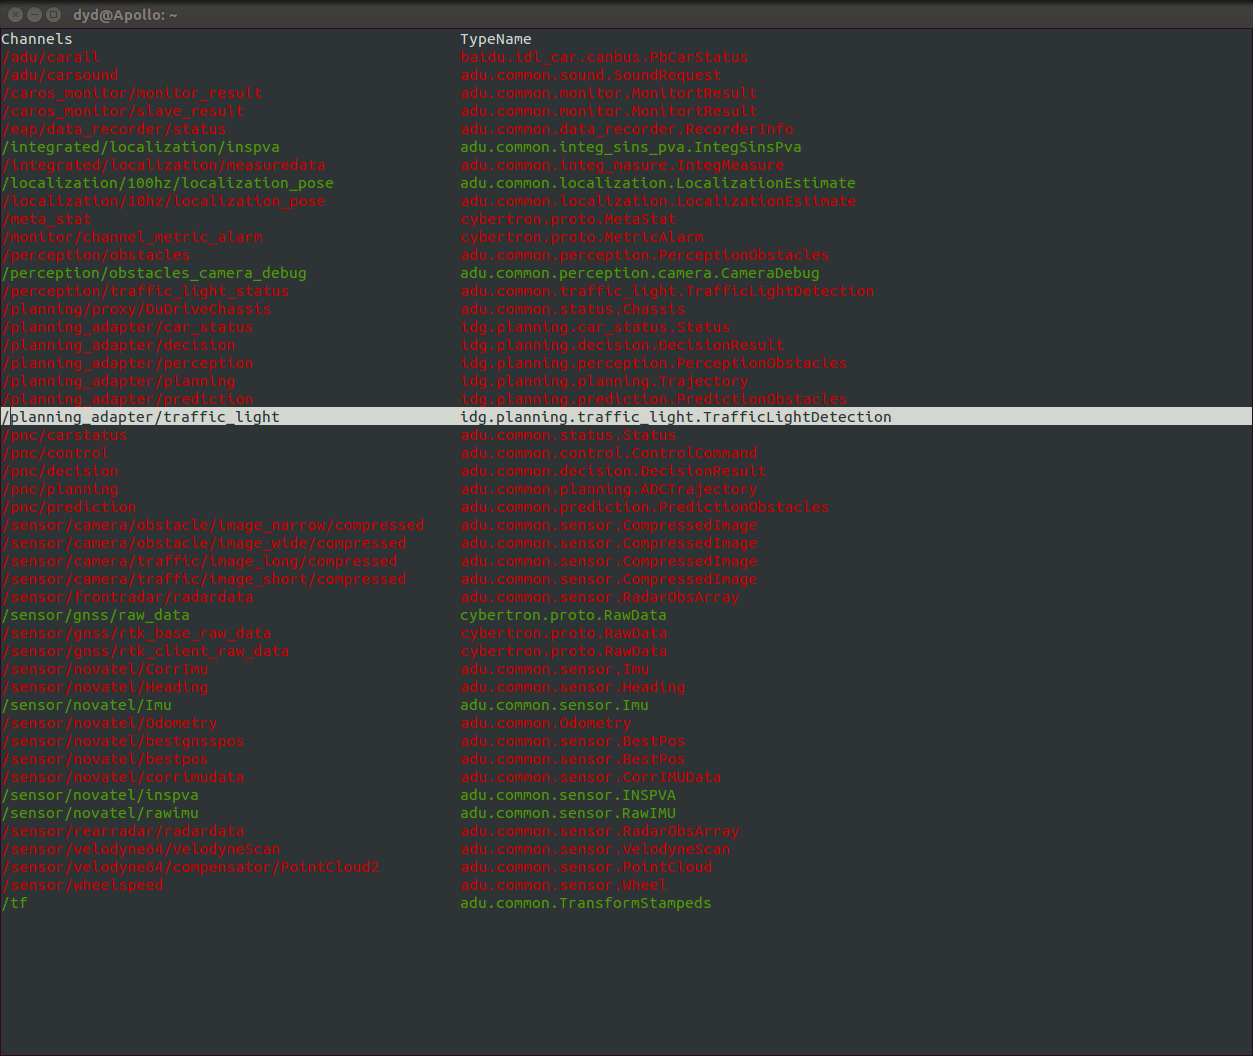 dyd@Apollo: ~
Channels TypeName
/adu/carall baidu.idl_car.canbus.PbCarStatus
/adu/carsound adu.common.sound.SoundRequest
/caros_monitor/monitor_result adu.common.monitor.MonitortResult
/caros_monitor/slave_result adu.common.monitor.MonitortResult
/eap/data_recorder/status adu.common.data_recorder.RecorderInfo
/integrated/localization/inspva adu.common.integ_sins_pva.IntegSinsPva
/integrated/localization/measuredata adu.common.integ_masure.IntegMeasure
/localization/100hz/localization_pose adu.common.localization.LocalizationEstimate
/localization/10hz/localization_pose adu.common.localization.LocalizationEstimate
/meta_stat cybertron.proto.MetaStat
/monitor/channel_metric_alarm cybertron.proto.MetricAlarm
/perception/obstacles adu.common.perception.PerceptionObstacles
/perception/obstacles_camera_debug adu.common.perception.camera.CameraDebug
/perception/traffic_light_status adu.common.traffic_light.TrafficLightDetection
/planning/proxy/DuDriveChassis adu.common.status.Chassis
/planning_adapter/car_status idg.planning.car_status.Status
/planning_adapter/decision idg.planning.decision.DecisionResult
/planning_adapter/perception idg.planning.perception.PerceptionObstacles
/planning_adapter/planning idg.planning.planning.Trajectory
/planning_adapter/prediction idg.planning.prediction.PredictionObstacles
/planning_adapter/traffic_light idg.planning.traffic_light.TrafficLightDetection
/pnc/carstatus adu.common.status.Status
/pnc/control adu.common.control.ControlCommand
/pnc/decision adu.common.decision.DecisionResult
/pnc/planning adu.common.planning.ADCTrajectory
/pnc/prediction adu.common.prediction.PredictionObstacles
/sensor/camera/obstacle/image_narrow/compressed adu.common.sensor.CompressedImage
/sensor/camera/obstacle/image_wide/compressed adu.common.sensor.CompressedImage
/sensor/camera/traffic/image_long/compressed adu.common.sensor.CompressedImage
/sensor/camera/traffic/image_short/compressed adu.common.sensor.CompressedImage
/sensor/frontradar/radardata adu.common.sensor.RadarObsArray
/sensor/gnss/raw_data cybertron.proto.RawData
/sensor/gnss/rtk_base_raw_data cybertron.proto.RawData
/sensor/gnss/rtk_client_raw_data cybertron.proto.RawData
/sensor/novatel/CorrImu adu.common.sensor.Imu
/sensor/novatel/Heading adu.common.sensor.Heading
/sensor/novatel/Imu adu.common.sensor.Imu
/sensor/novatel/Odometry adu.common.Odometry
/sensor/novatel/bestgnsspos adu.common.sensor.BestPos
/sensor/novatel/bestpos adu.common.sensor.BestPos
/sensor/novatel/corrimudata adu.common.sensor.CorrIMUData
/sensor/novatel/inspva adu.common.sensor.INSPVA
/sensor/novatel/rawimu adu.common.sensor.RawIMU
/sensor/rearradar/radardata adu.common.sensor.RadarObsArray
/sensor/velodyne64/VelodyneScan adu.common.sensor.VelodyneScan
/sensor/velodyne64/compensator/PointCloud2 adu.common.sensor.PointCloud
/sensor/wheelspeed adu.common.sensor.Wheel
/tf adu.common.TransformStampeds